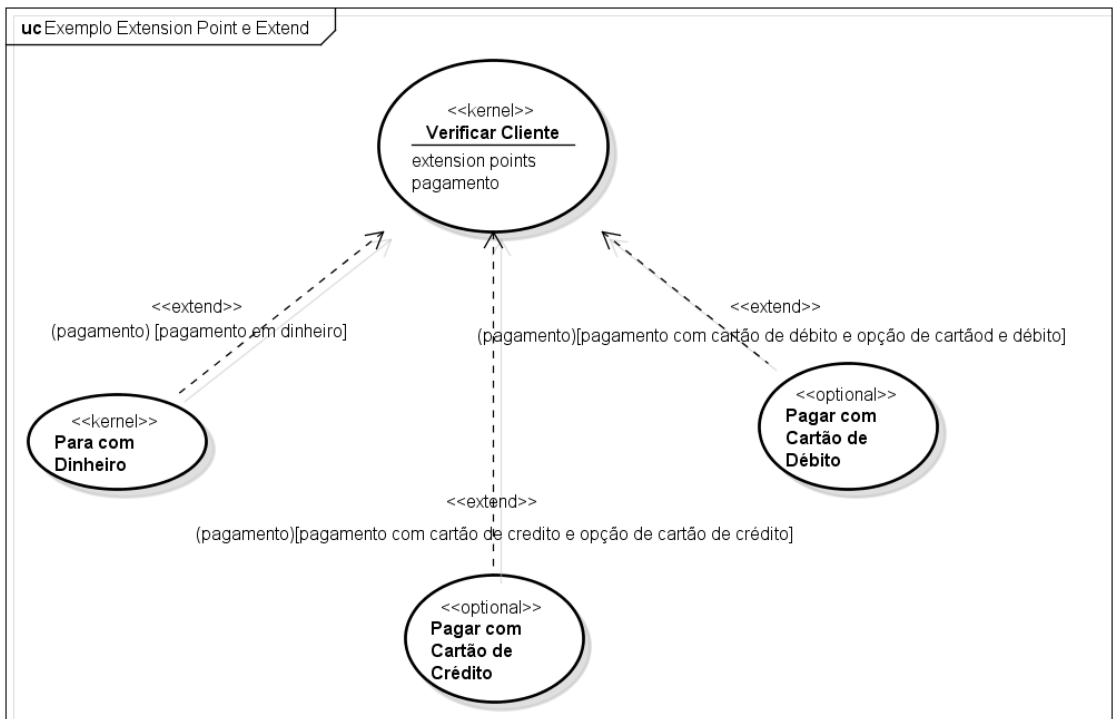 uc Exemplo Extension Point e Extend
<<kernel>>
Verificar Cliente
extension points
pagamento
<<extend>>
(pagamento) [pagamento em dinheiro]
<<extend>>
(pagamento)[pagamento com cartão de débito e opção de cartãod e débito]
<<kernel>>
Para com
Dinheiro
<<optional>>
Pagar com
Cartão de
Débito
<<extend>>
(pagamento)[pagamento com cartão de credito e opção de cartão de crédito]
<<optional>>
Pagar com
Cartão de
Crédito